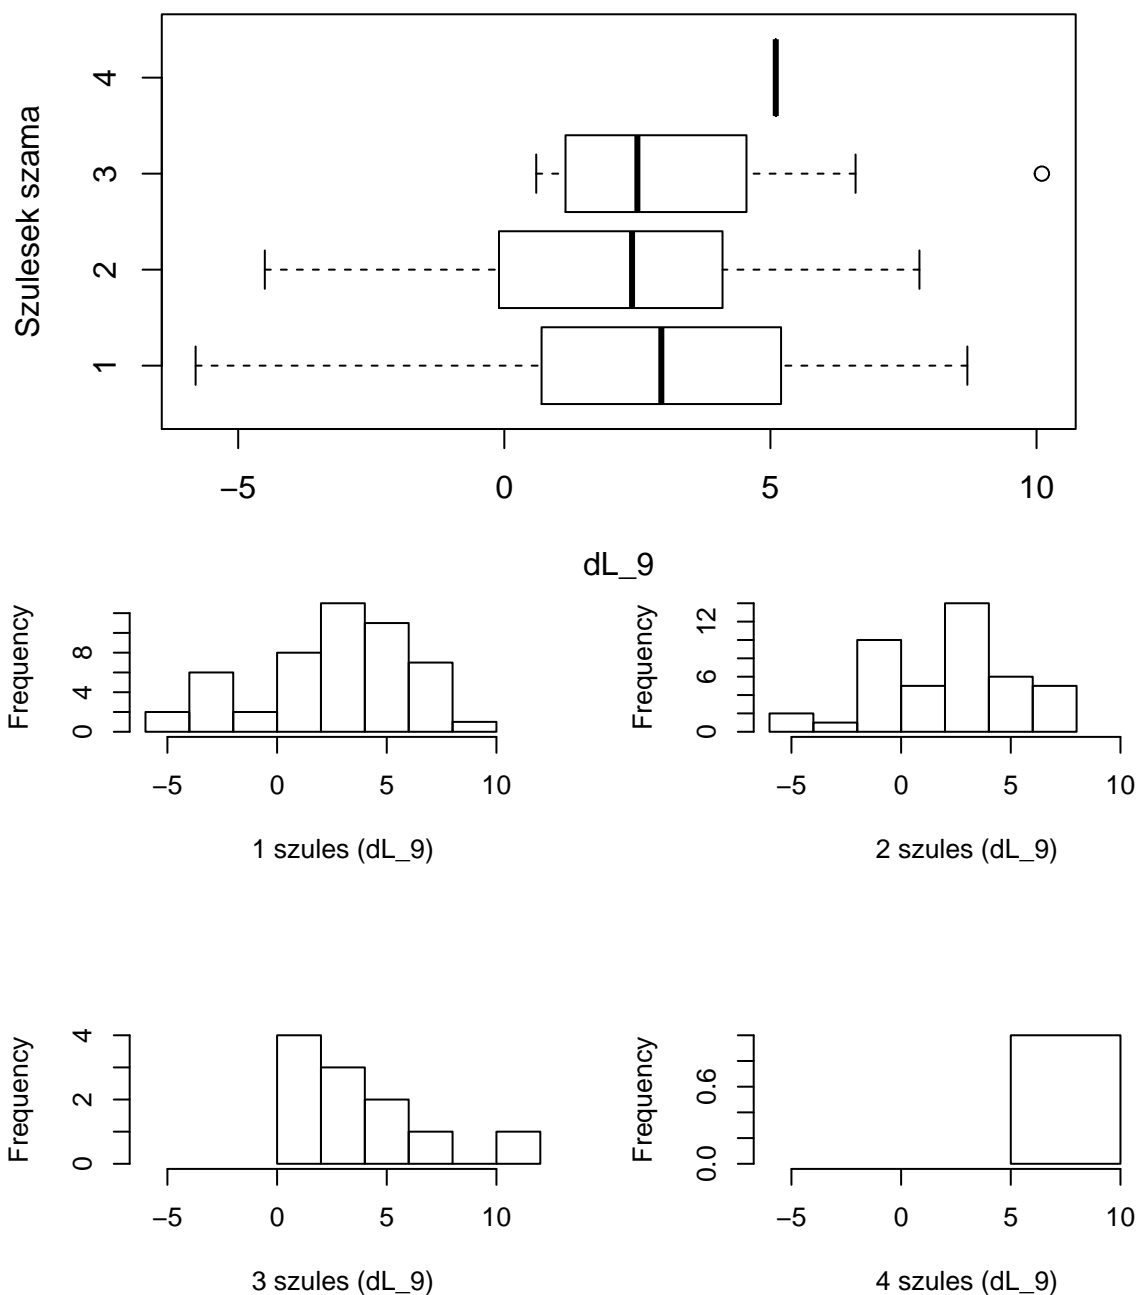 Szulesek szama
4
3
2
1
−5 0 5 10
dL_9
Frequency
0 4 8
−5 0 5 10
1 szules (dL_9)
Frequency
0 6 12
−5 0 5 10
2 szules (dL_9)
Frequency
0 2 4
−5 0 5 10
3 szules (dL_9)
Frequency
0.0 0.6
−5 0 5 10
4 szules (dL_9)